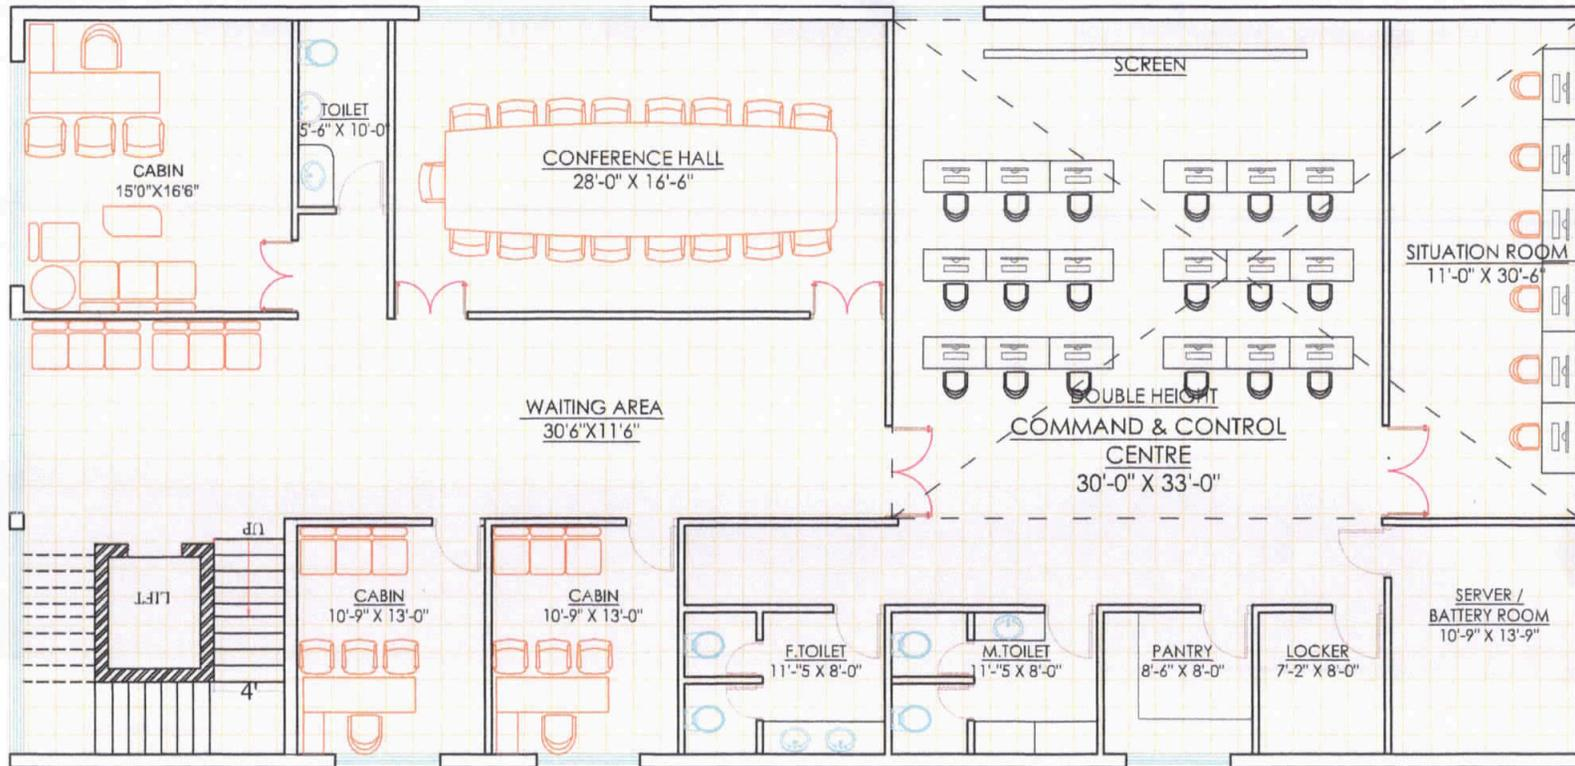 SCREEN
TOILET
5'-6" X 10'-0"
CABIN
15'0"X16'6"
CONFERENCE HALL
28'-0" X 16'-6"
SITUATION ROOM
11'-0" X 30'-6"
WAITING AREA
30'6"X11'6"
DOUBLE HEIGHT
COMMAND & CONTROL
CENTRE
30'-0" X 33'-0"
UP
LIFT
4'
CABIN
10'-9" X 13'-0"
CABIN
10'-9" X 13'-0"
F.TOILET
11'-"5 X 8'-0"
M.TOILET
11'-"5 X 8'-0"
PANTRY
8'-6" X 8'-0"
LOCKER
7'-2" X 8'-0"
SERVER /
BATTERY ROOM
10'-9" X 13'-9"